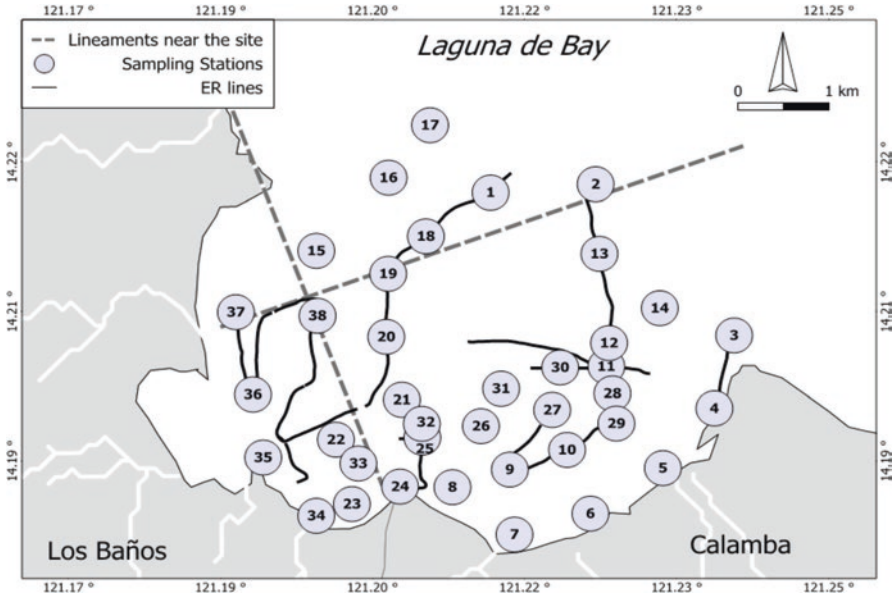 121.17 ° 121.19 ° 121.20 ° 121.22 ° 121.23 ° 121.25 °
Lineaments near the site
Sampling Stations
ER lines
Laguna de Bay
0 1 km
17
14.22 ° 14.22 °
16
2
1
18
13
15
19
14
14.21 ° 14.21 °
37
38
3
20
12
30 11
31
36 28
21
27 4
32 29
26
22 25
10
14.19 ° 14.19 °
35 33 9 5
24 8
23
34 6
7
Los Baños
Calamba
121.17 ° 121.19 ° 121.20 ° 121.22 ° 121.23 ° 121.25 °